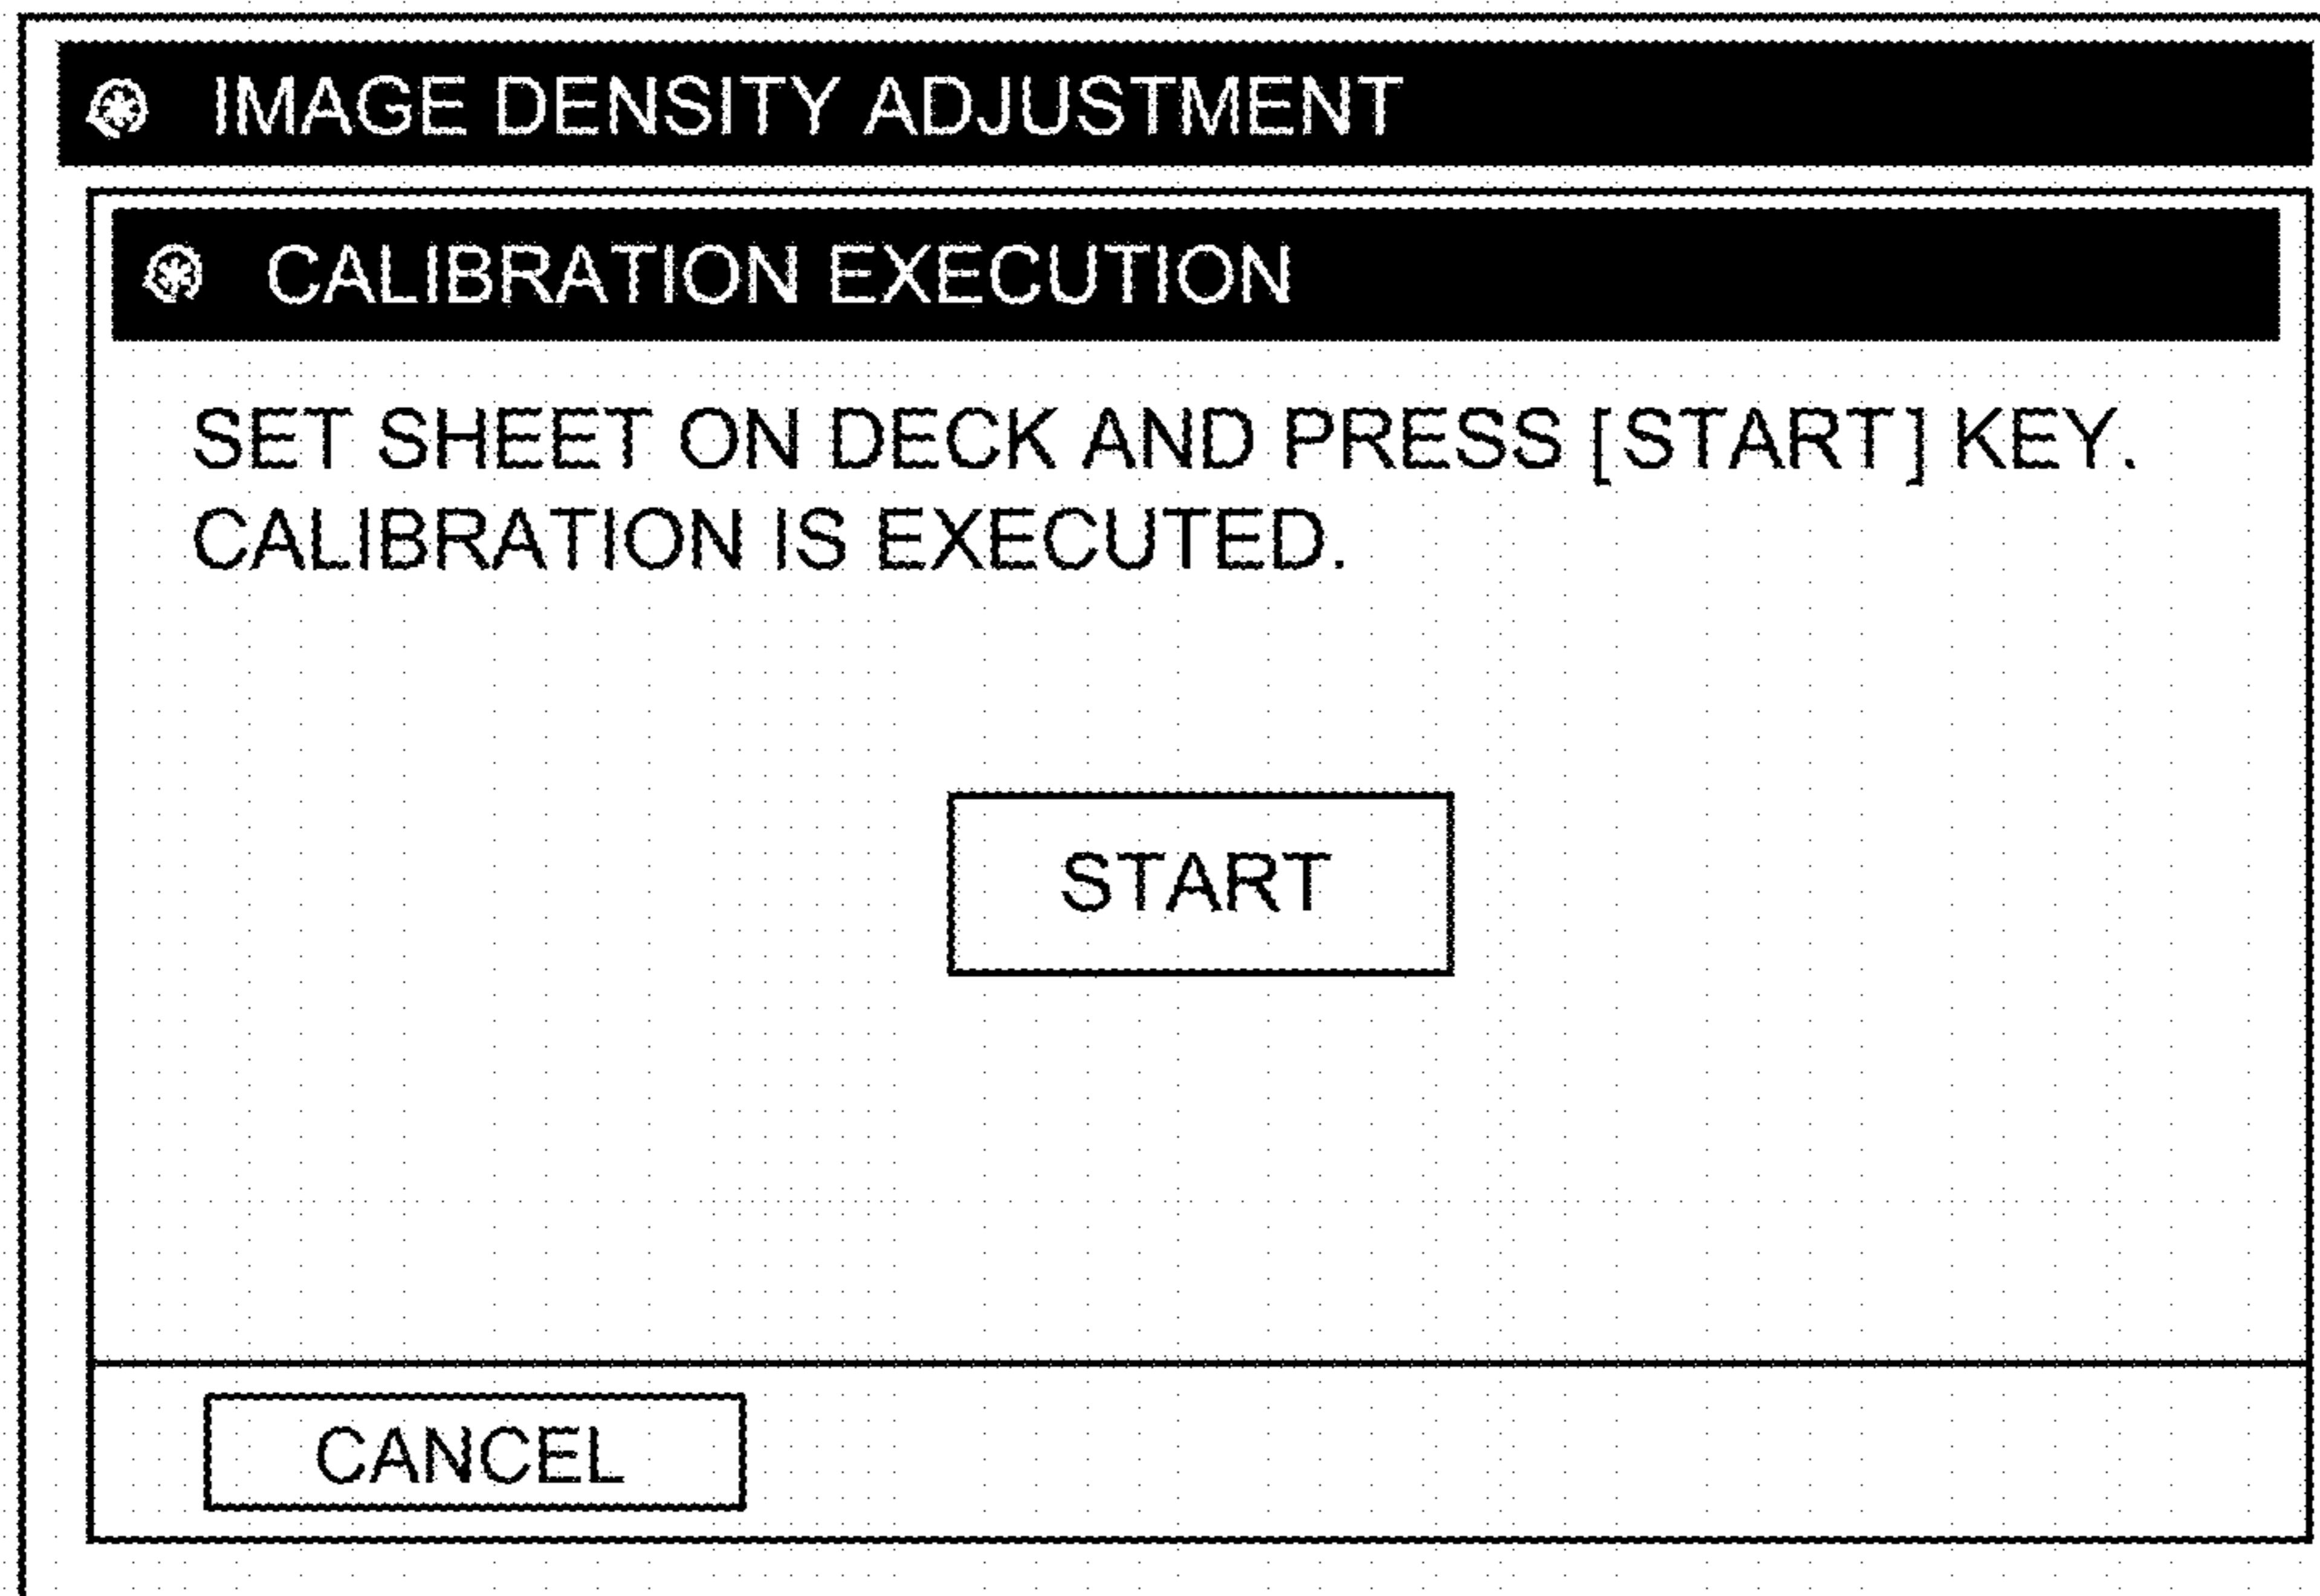 IMAGE DENSITY ADJUSTMENT
CALIBRATION EXECUTION
SET SHEET ON DECK AND PRESS [START] KEY.
CALIBRATION IS EXECUTED.
START
CANCEL